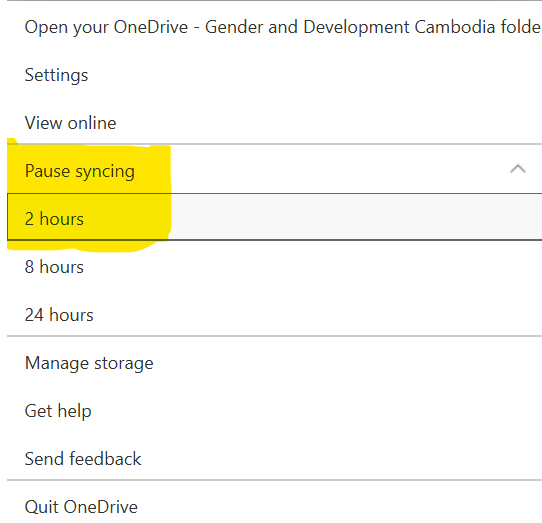 Open your OneDrive - Gender and Development Cambodia folde
Settings
View online
Pause syncing
2 hours
8 hours
24 hours
Manage storage
Get help
Send feedback
Quit OneDrive